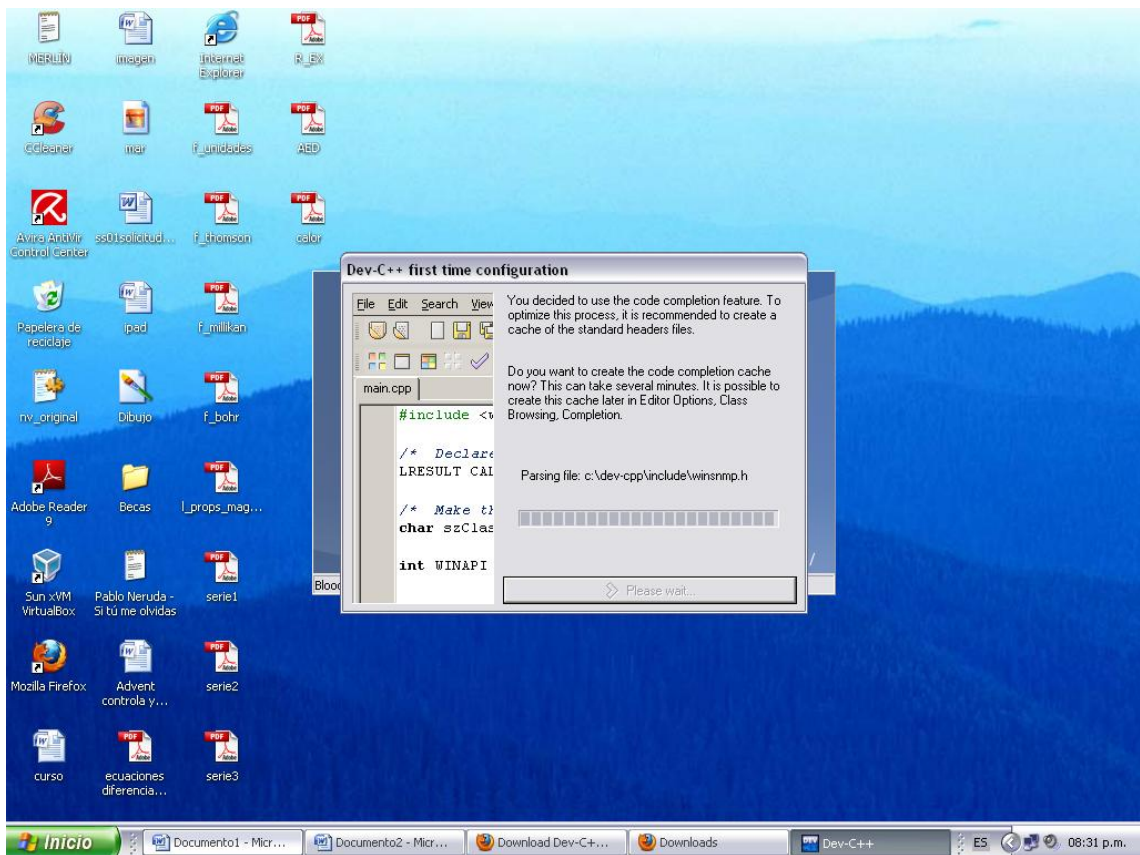 MERLÍN
imagen
Internet
Explorer
R_EX
CCleaner
mar
f_unidades
AED
Avira AntiVir
Control Center
ss01solicitud...
f_thomson
calor
Papelera de
reciclaje
ipad
f_millikan
nv_original
Dibujo
f_bohr
Adobe Reader
9
Becas
l_props_mag...
Sun xVM
VirtualBox
Pablo Neruda -
Si tú me olvidas
serie1
Mozilla Firefox
Advent
controla y...
serie2
curso
ecuaciones
diferencia...
serie3
Dev-C++ first time configuration
File Edit Search View
main.cpp
#include <w
/* Declare
LRESULT CAL
/* Make th
char szClas
int WINAPI
You decided to use the code completion feature. To
optimize this process, it is recommended to create a
cache of the standard headers files.
Do you want to create the code completion cache
now? This can take several minutes. It is possible to
create this cache later in Editor Options, Class
Browsing, Completion.
Parsing file: c:\dev-cpp\include\winsnmp.h
Please wait...
Blood
/
Inicio
Documento1 - Micr...
Documento2 - Micr...
Download Dev-C+...
Downloads
Dev-C++
ES
08:31 p.m.